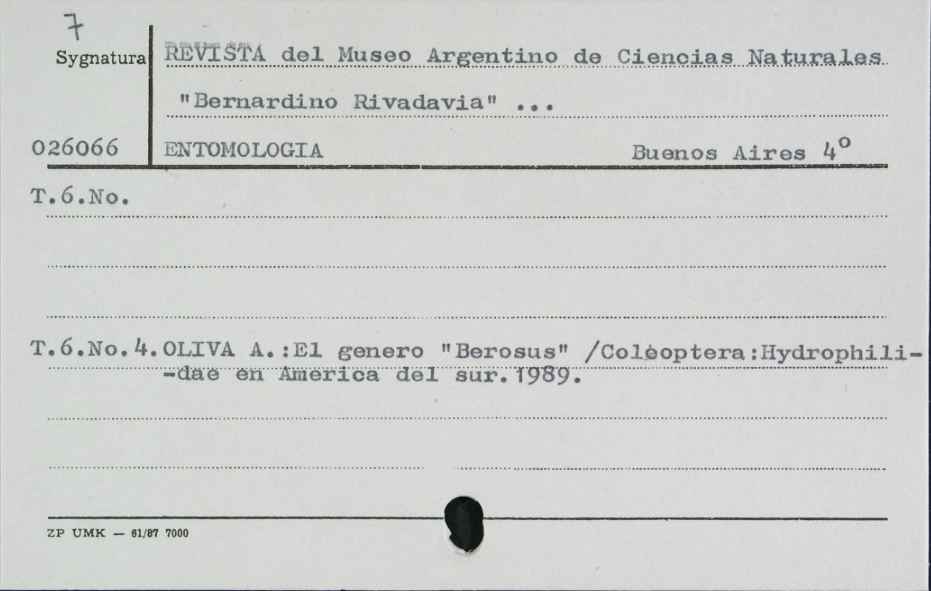 7
Sygnatura
REVISTA del Museo Argentino de Ciencias Naturales
"Bernardino Rivadavia" ...
026066
ENTOMOLOGIA Buenos Aires 4º
T.6.No.
T.6.No.4.OLIVA A.:El genero "Berosus" /Coleoptera:Hydrophili-
-dae en America del sur.1989.
ZP UMK — 61/87 7000